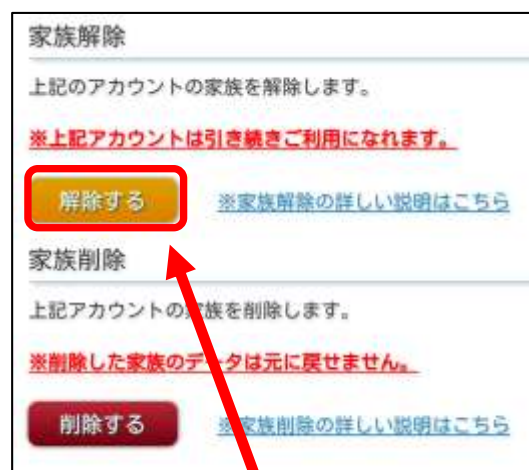 家族解除
上記のアカウントの家族を解除します。
※上記アカウントは引き続きご利用になれます。
解除する ※家族解除の詳しい説明はこちら
家族削除
上記アカウントの家族を削除します。
※削除した家族のデータは元に戻せません。
削除する ※家族削除の詳しい説明はこちら